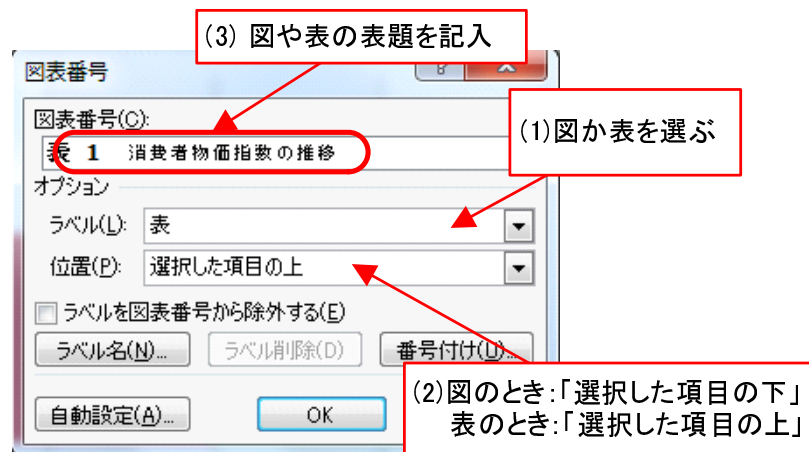 (3) 図や表の表題を記入
図表番号
図表番号(C):
表 1 消費者物価指数の推移
(1)図か表を選ぶ
オプション
ラベル(L): 表
位置(P): 選択した項目の上
ラベルを図表番号から除外する(E)
ラベル名(N)... ラベル削除(D) 番号付け(U)...
(2)図のとき:「選択した項目の下」
表のとき:「選択した項目の上」
自動設定(A)... OK